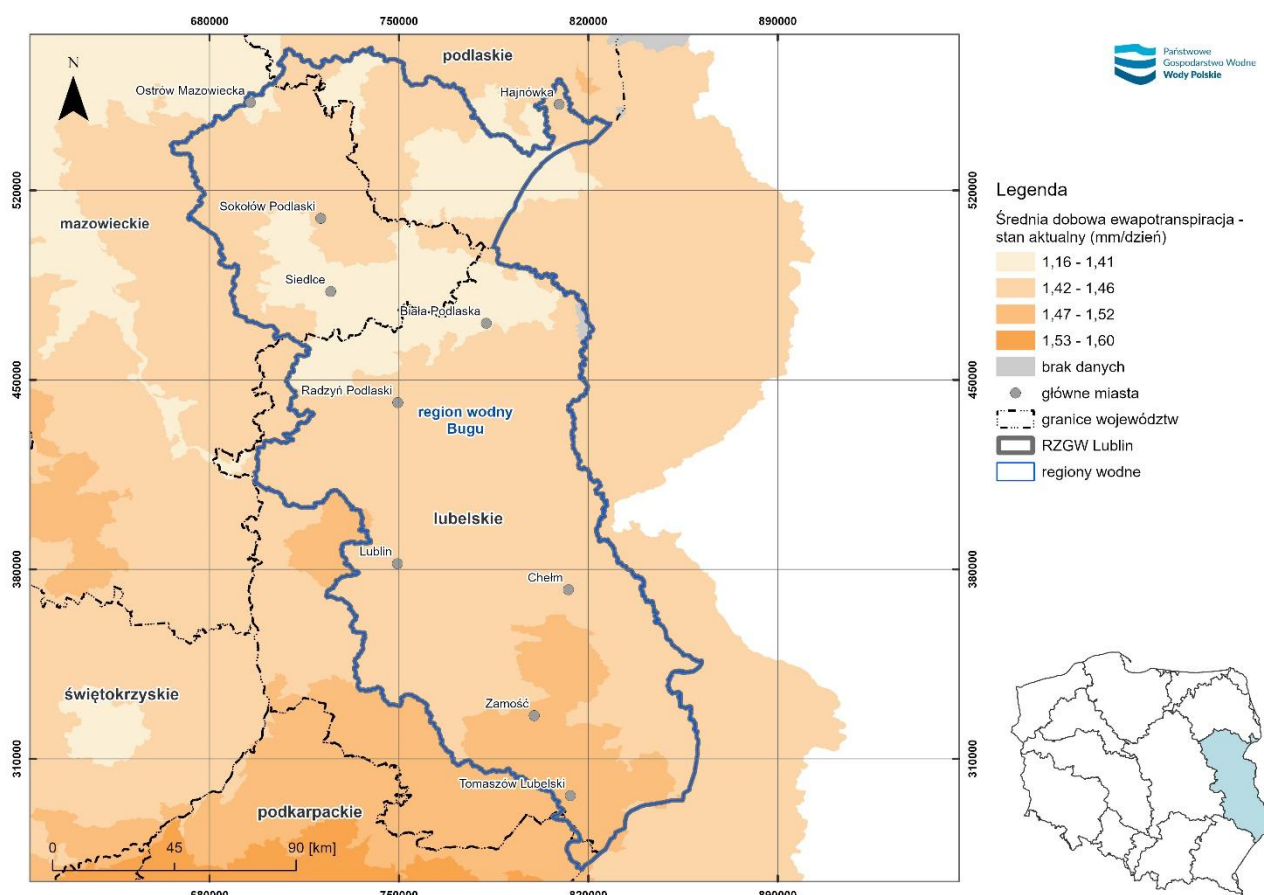 680000
750000
820000
890000
podlaskie
Państwowe
Gospodarstwo Wodne
Wody Polskie
N
Ostrów Mazowiecka
Hajnówka
520000
520000
Legenda
Średnia dobowa ewapotranspiracja -
stan aktualny (mm/dzień)
1,16 - 1,41
1,42 - 1,46
1,47 - 1,52
1,53 - 1,60
brak danych
główne miasta
granice województw
RZGW Lublin
regiony wodne
mazowieckie
Sokołów Podlaski
Siedlce
Biała Podlaska
450000
450000
Radzyń Podlaski
region wodny
Bugu
lubelskie
Lublin
380000
380000
Chełm
świętokrzyskie
Zamość
310000
310000
Tomaszów Lubelski
podkarpackie
0
45
90 [km]
680000
750000
820000
890000